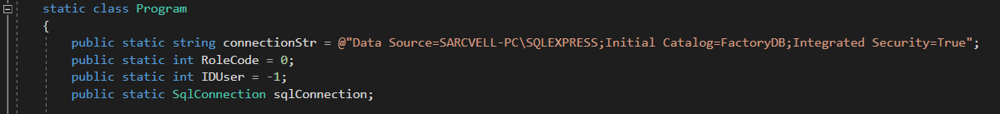 static class Program
{
public static string connectionStr = @"Data Source=SARCVELL-PC\SQLEXPRESS;Initial Catalog=FactoryDB;Integrated Security=True";
public static int RoleCode = 0;
public static int IDUser = -1;
public static SqlConnection sqlConnection;